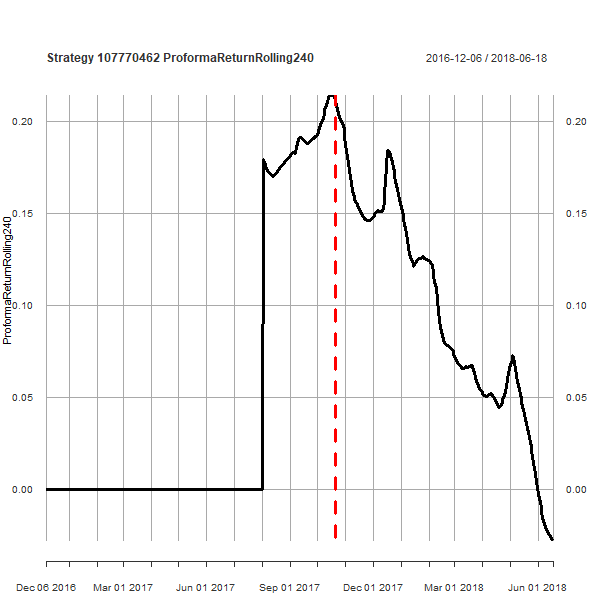 Strategy 107770462 ProformaReturnRolling240
2016-12-06 / 2018-06-18
ProformaReturnRolling240
0.20 0.20
0.15 0.15
0.10 0.10
0.05 0.05
0.00 0.00
Dec 06 2016 Mar 01 2017 Jun 01 2017 Sep 01 2017 Dec 01 2017 Mar 01 2018 Jun 01 2018